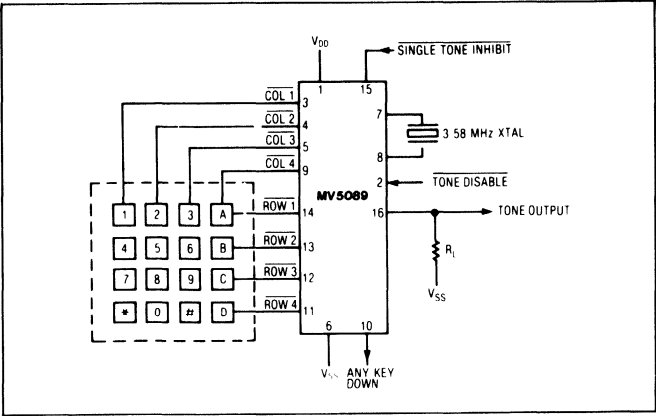 VDD
SINGLE TONE INHIBIT
1
15
COL 1
3
7
COL 2
4
3 58 MHz XTAL
COL 3
5
8
COL 4
9
2
TONE DISABLE
MV5089
1 2 3 A
ROW 1
14
16
TONE OUTPUT
4 5 6 B
ROW 2
13
RL
7 8 9 C
ROW 3
12
VSS
* 0 # D
ROW 4
11
6
10
VSS
ANY KEY
DOWN